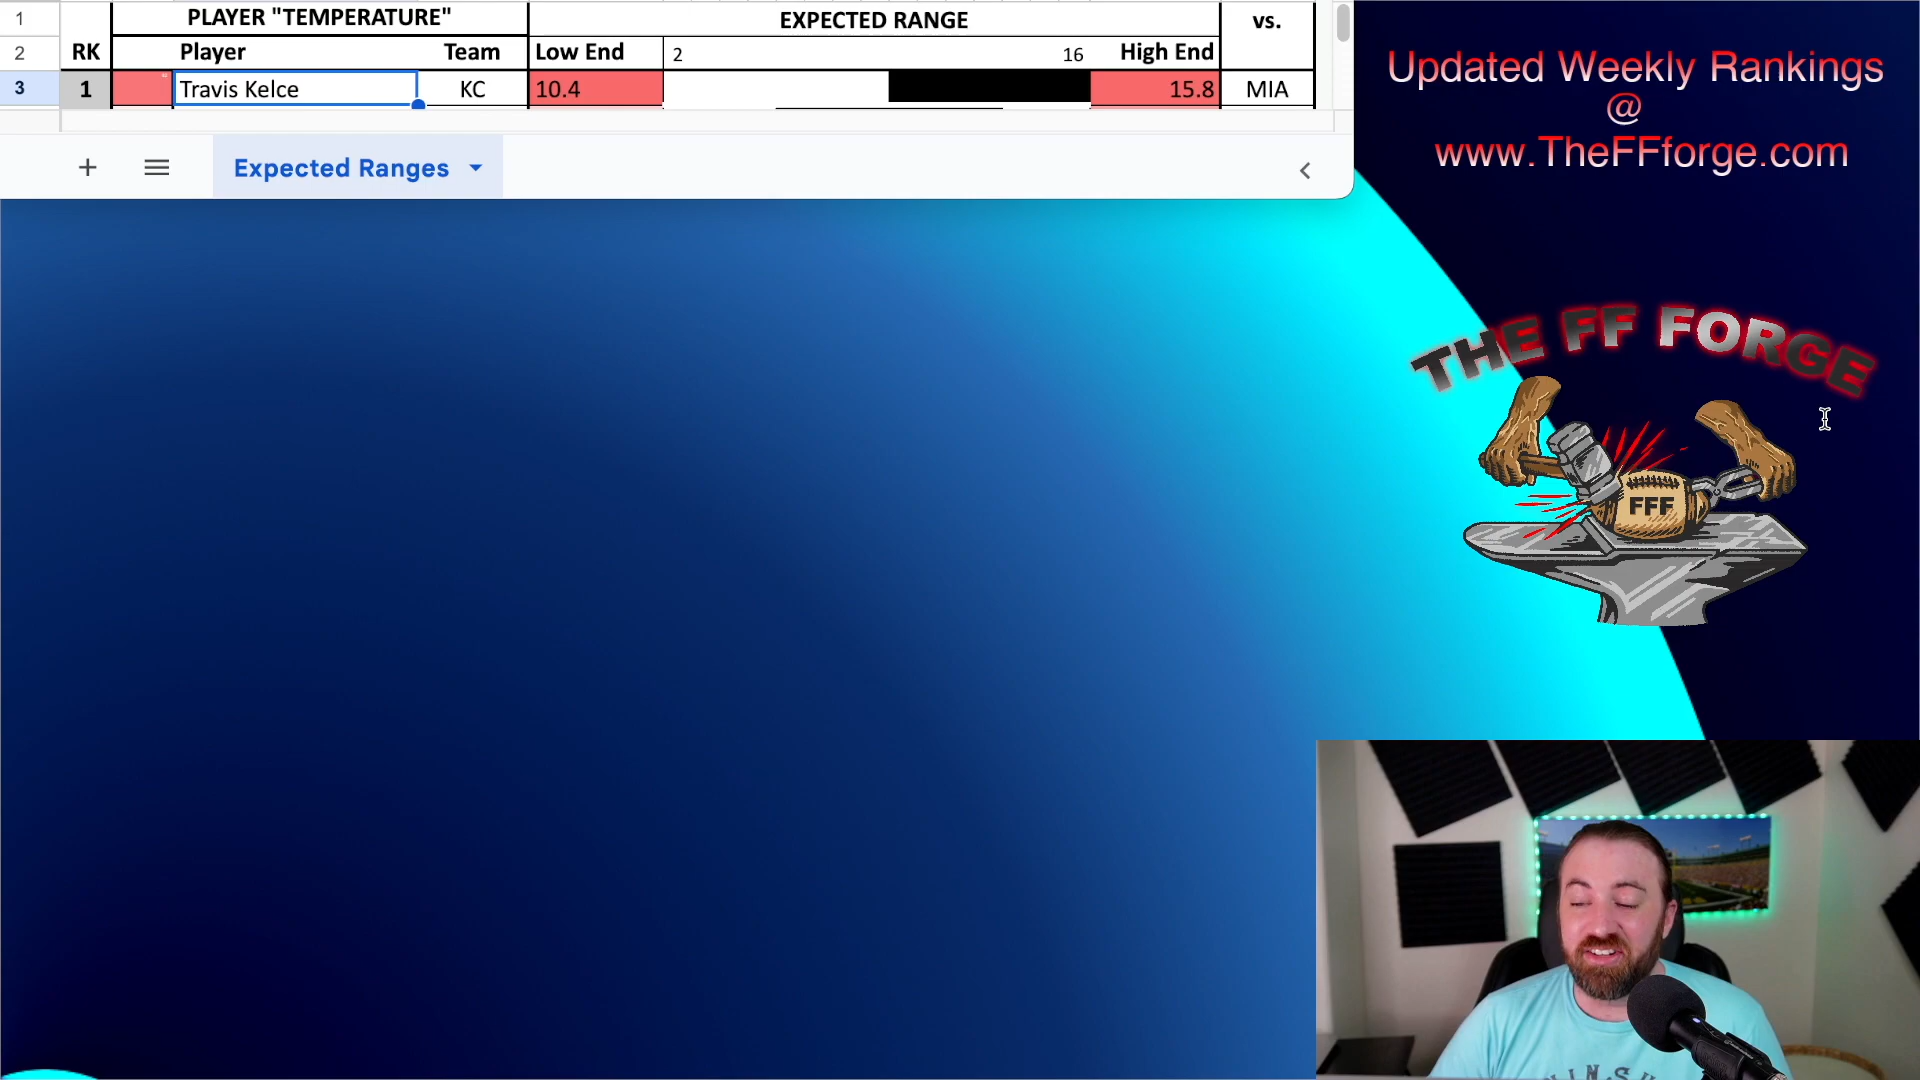 1 PLAYER "TEMPERATURE" EXPECTED RANGE vs.
2 RK Player Team Low End 2 16 High End
3 1 Travis Kelce KC 10.4 15.8 MIA
+ Expected Ranges
Updated Weekly Rankings
@
www.TheFFforge.com
THE FF FORGE
FFF